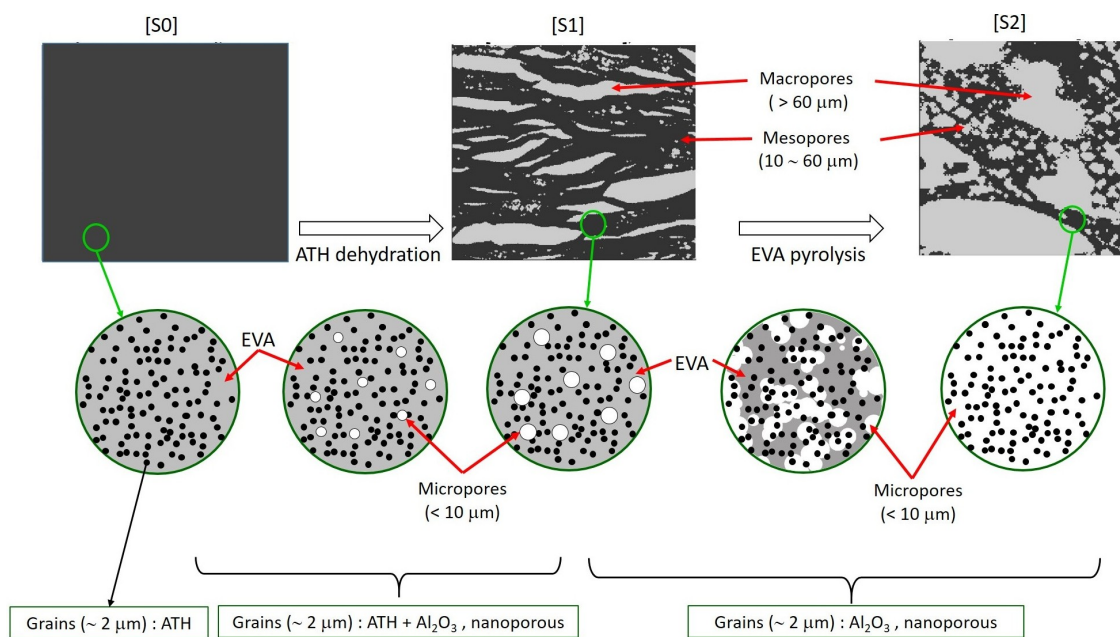 [S0]
[S1]
[S2]
Macropores
( > 60 μm)
Mesopores
(10 ~ 60 μm)
ATH dehydration
EVA pyrolysis
EVA
EVA
Micropores
(< 10 μm)
Micropores
(< 10 μm)
Grains (~ 2 μm) : ATH
Grains (~ 2 μm) : ATH + Al₂O₃ , nanoporous
Grains (~ 2 μm) : Al₂O₃ , nanoporous